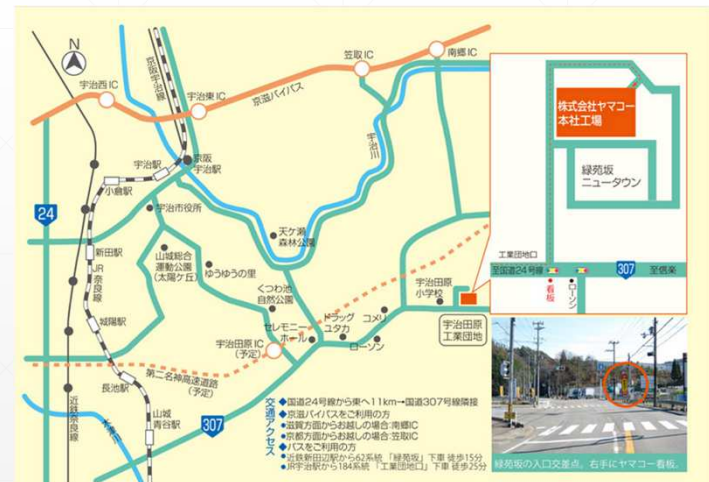 N
笠取IC
南郷IC
宇治西IC
宇治東IC
京阪宇治線
京滋バイパス
宇治川
宇治駅
京阪
宇治駅
小倉駅
24
宇治市役所
新田駅
JR奈良線
山城総合
運動公園
(太陽ケ丘)
ゆうゆうの里
天ケ瀬
森林公園
くつわ池
自然公園
城陽駅
セレモニー
ホール
ドラッグ
ユタカ
コメリ
ローソン
宇治田原
小学校
宇治田原
工業団地
宇治田原IC
(予定)
第二名神高速道路
(予定)
長池駅
山城
青谷駅
近鉄奈良線
木津川
307
株式会社ヤマコー
本社工場
緑苑坂
ニュータウン
工業団地口
至国道24号線
307
至信楽
看板
ローソン
交通アクセス
◆国道24号線から東へ11km→国道307号線隣接
◆京滋バイパスをご利用の方
●滋賀方面からお越しの場合:南郷IC
●京都方面からお越しの場合:笠取IC
◆バスをご利用の方
●近鉄新田辺駅から62系統「緑苑坂」下車 徒歩15分
●JR宇治駅から184系統「工業団地口」下車 徒歩25分
緑苑坂の入口交差点。右手にヤマコー看板。